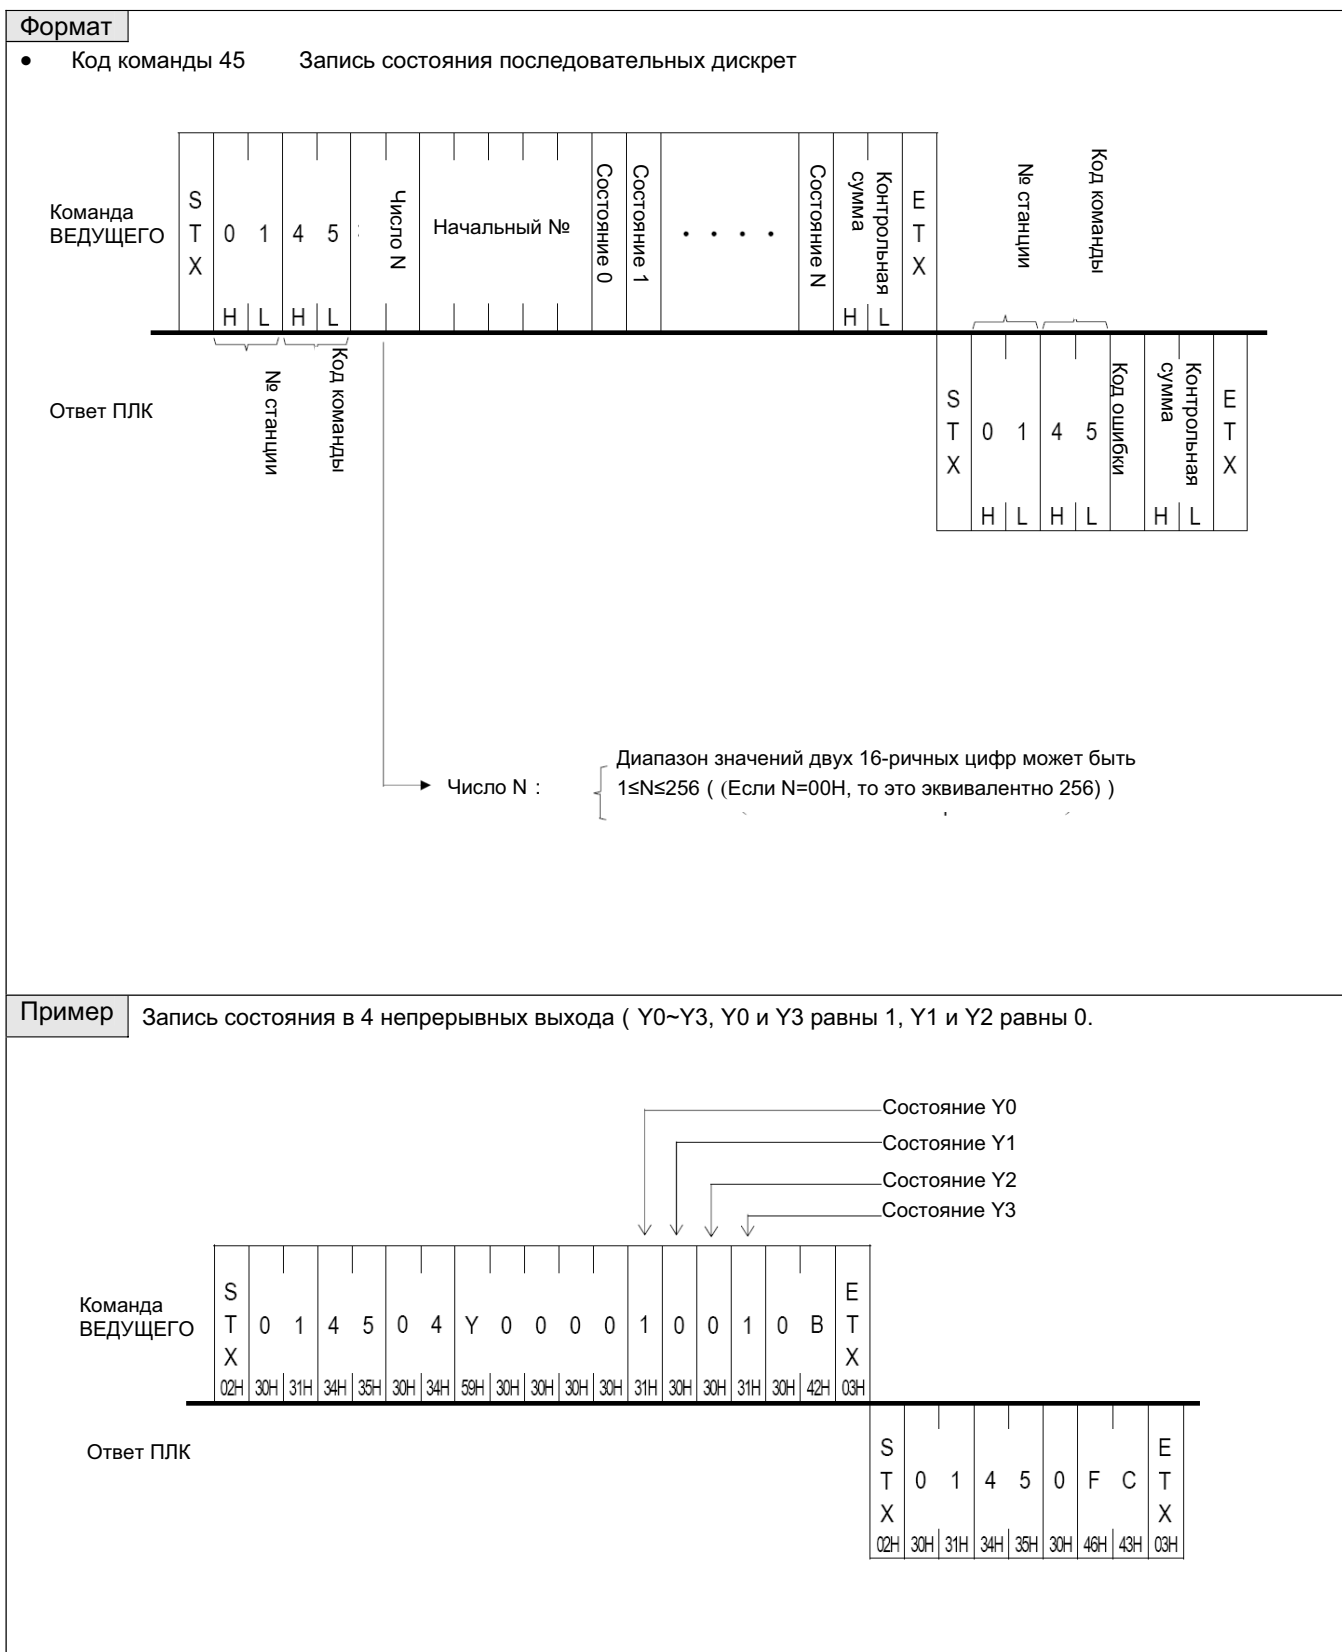 Формат
• Код команды 45 Запись состояния последовательных дискрет
Команда
ВЕДУЩЕГО
S
T
X
0 1 4 5
Число N
Начальный №
Состояние 0
Состояние 1
. . . .
Состояние N
Контрольная
сумма
E
T
X
H L H L
H L
№ станции
Код команды
№ станции
Код команды
Ответ ПЛК
S
T
X
0 1 4 5
Код ошибки
Контрольная
сумма
E
T
X
H L H L
H L
Число N :
Диапазон значений двух 16-ричных цифр может быть
1≤N≤256 ( (Если N=00H, то это эквивалентно 256) )
Пример
Запись состояния в 4 непрерывных выхода ( Y0~Y3, Y0 и Y3 равны 1, Y1 и Y2 равны 0.
Состояние Y0
Состояние Y1
Состояние Y2
Состояние Y3
Команда
ВЕДУЩЕГО
S
T
X
0 1 4 5 0 4 Y 0 0 0 0 1 0 0 1 0 B
E
T
X
02H 30H 31H 34H 35H 30H 34H 59H 30H 30H 30H 30H 31H 30H 30H 31H 30H 42H 03H
Ответ ПЛК
S
T
X
0 1 4 5 0 F C
E
T
X
02H 30H 31H 34H 35H 30H 46H 43H 03H